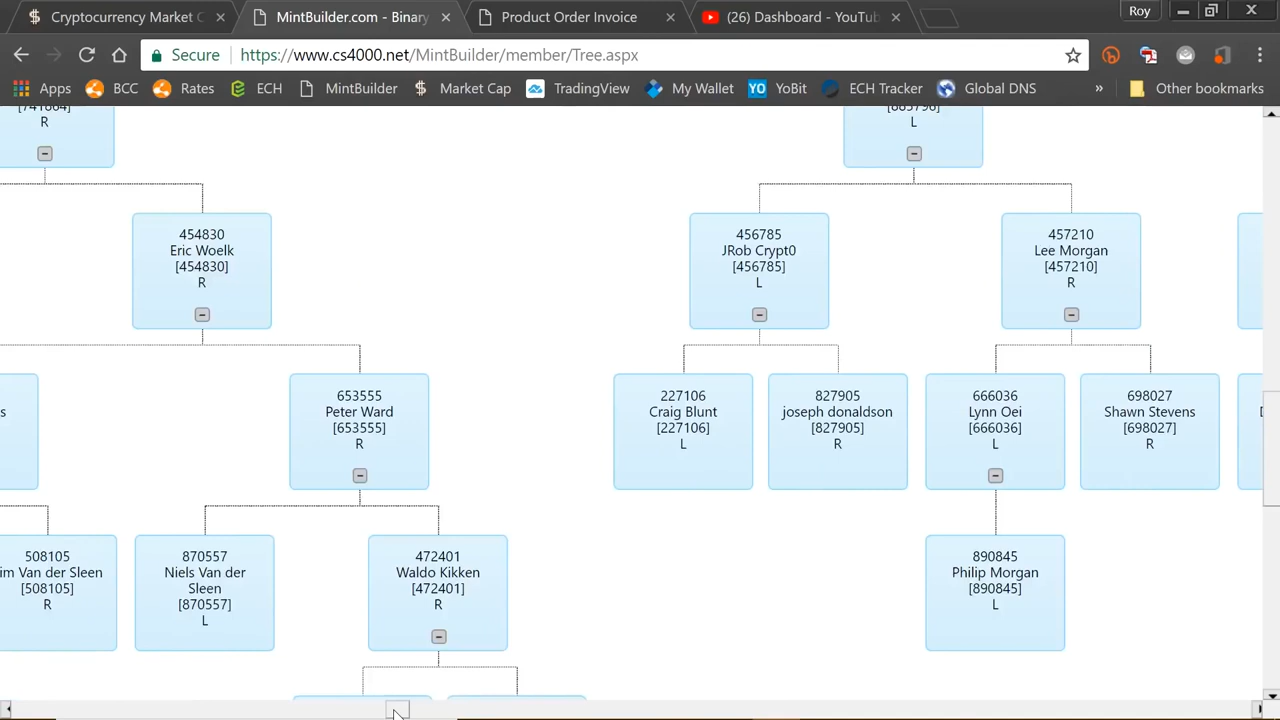 Cryptocurrency Market C
MintBuilder.com - Binary
Product Order Invoice
(26) Dashboard - YouTub
Roy
Secure
https://www.cs4000.net/MintBuilder/member/Tree.aspx
Apps
BCC
Rates
ECH
MintBuilder
Market Cap
TradingView
My Wallet
YO
YoBit
ECH Tracker
Global DNS
»
Other bookmarks
R
L
454830
Eric Woelk
[454830]
R
456785
JRob Crypt0
[456785]
L
457210
Lee Morgan
[457210]
R
s
653555
Peter Ward
[653555]
R
227106
Craig Blunt
[227106]
L
827905
joseph donaldson
[827905]
R
666036
Lynn Oei
[666036]
L
698027
Shawn Stevens
[698027]
R
508105
im Van der Sleen
[508105]
R
870557
Niels Van der
Sleen
[870557]
L
472401
Waldo Kikken
[472401]
R
890845
Philip Morgan
[890845]
L